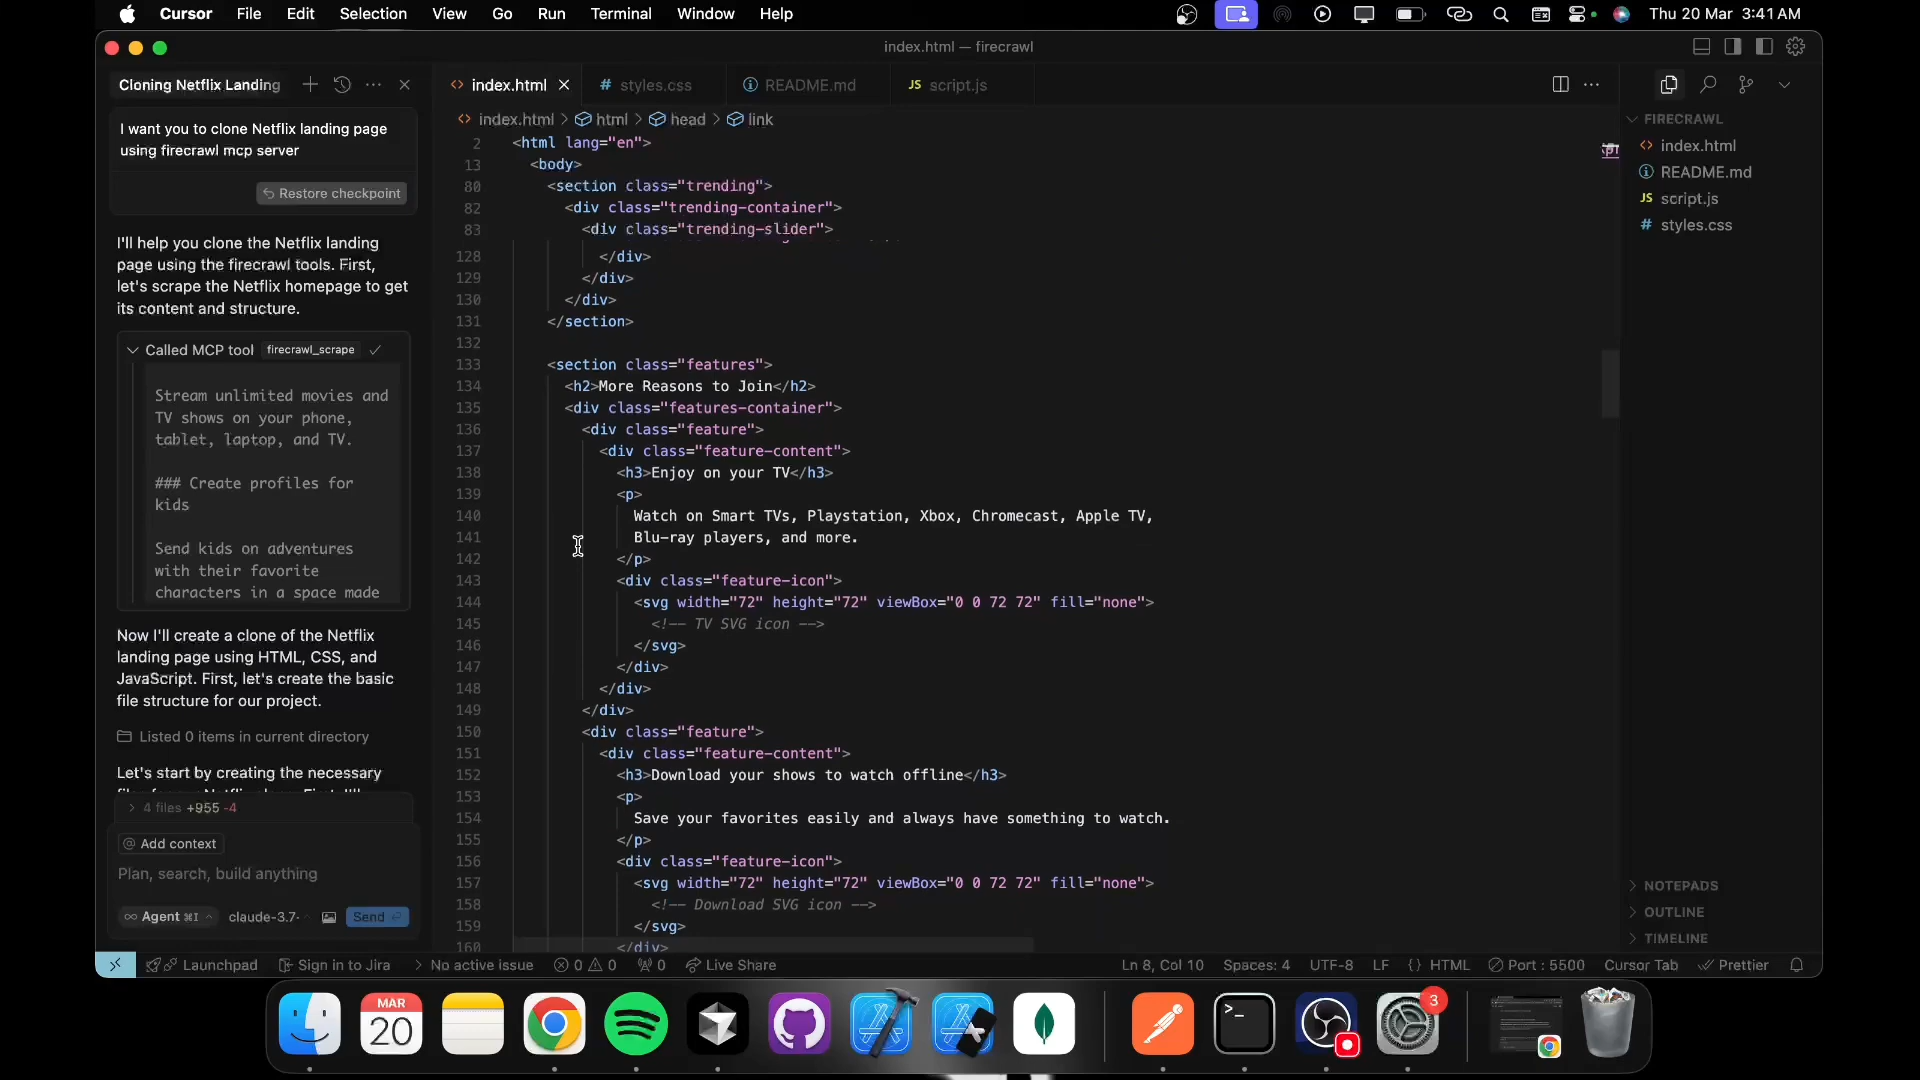 Cursor File Edit Selection View Go Run Terminal Window Help
Thu 20 Mar 3:41 AM
index.html — firecrawl
Cloning Netflix Landing
I want you to clone Netflix landing page
using firecrawl mcp server
Restore checkpoint
I'll help you clone the Netflix landing
page using the firecrawl tools. First,
let's scrape the Netflix homepage to get
its content and structure.
Called MCP tool firecrawl_scrape
Stream unlimited movies and
TV shows on your phone,
tablet, laptop, and TV.
### Create profiles for
kids
Send kids on adventures
with their favorite
characters in a space made
Now I'll create a clone of the Netflix
landing page using HTML, CSS, and
JavaScript. First, let's create the basic
file structure for our project.
Listed 0 items in current directory
Let's start by creating the necessary
> 4 files +955 -4
@ Add context
Plan, search, build anything
∞ Agent ⌘I claude-3.7- Send
<> index.html # styles.css README.md JS script.js
<> index.html > html > head > link
2 <html lang="en">
13 <body>
80 <section class="trending">
82 <div class="trending-container">
83 <div class="trending-slider">
128 </div>
129 </div>
130 </div>
131 </section>
132
133 <section class="features">
134 <h2>More Reasons to Join</h2>
135 <div class="features-container">
136 <div class="feature">
137 <div class="feature-content">
138 <h3>Enjoy on your TV</h3>
139 <p>
140 Watch on Smart TVs, Playstation, Xbox, Chromecast, Apple TV,
141 Blu-ray players, and more.
142 </p>
143 <div class="feature-icon">
144 <svg width="72" height="72" viewBox="0 0 72 72" fill="none">
145 <!-- TV SVG icon -->
146 </svg>
147 </div>
148 </div>
149 </div>
150 <div class="feature">
151 <div class="feature-content">
152 <h3>Download your shows to watch offline</h3>
153 <p>
154 Save your favorites easily and always have something to watch.
155 </p>
156 <div class="feature-icon">
157 <svg width="72" height="72" viewBox="0 0 72 72" fill="none">
158 <!-- Download SVG icon -->
159 </svg>
160 </div>
FIRECRAWL
<> index.html
README.md
JS script.js
# styles.css
> NOTEPADS
> OUTLINE
> TIMELINE
Launchpad Sign in to Jira > No active issue 0 0 0 Live Share
Ln 8, Col 10 Spaces: 4 UTF-8 LF {} HTML Port : 5500 Cursor Tab Prettier
MAR
20
3
>_